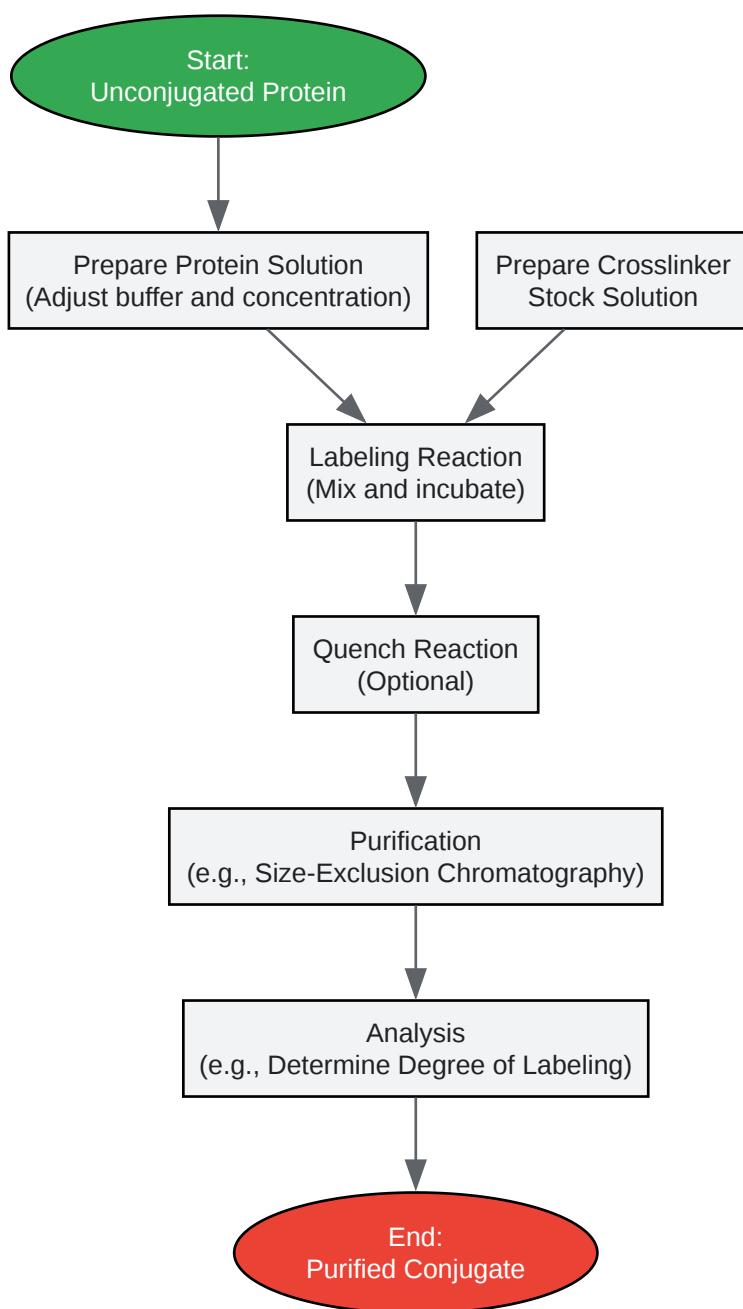 Start:
Unconjugated Protein
Prepare Protein Solution
(Adjust buffer and concentration)
Prepare Crosslinker
Stock Solution
Labeling Reaction
(Mix and incubate)
Quench Reaction
(Optional)
Purification
(e.g., Size-Exclusion Chromatography)
Analysis
(e.g., Determine Degree of Labeling)
End:
Purified Conjugate